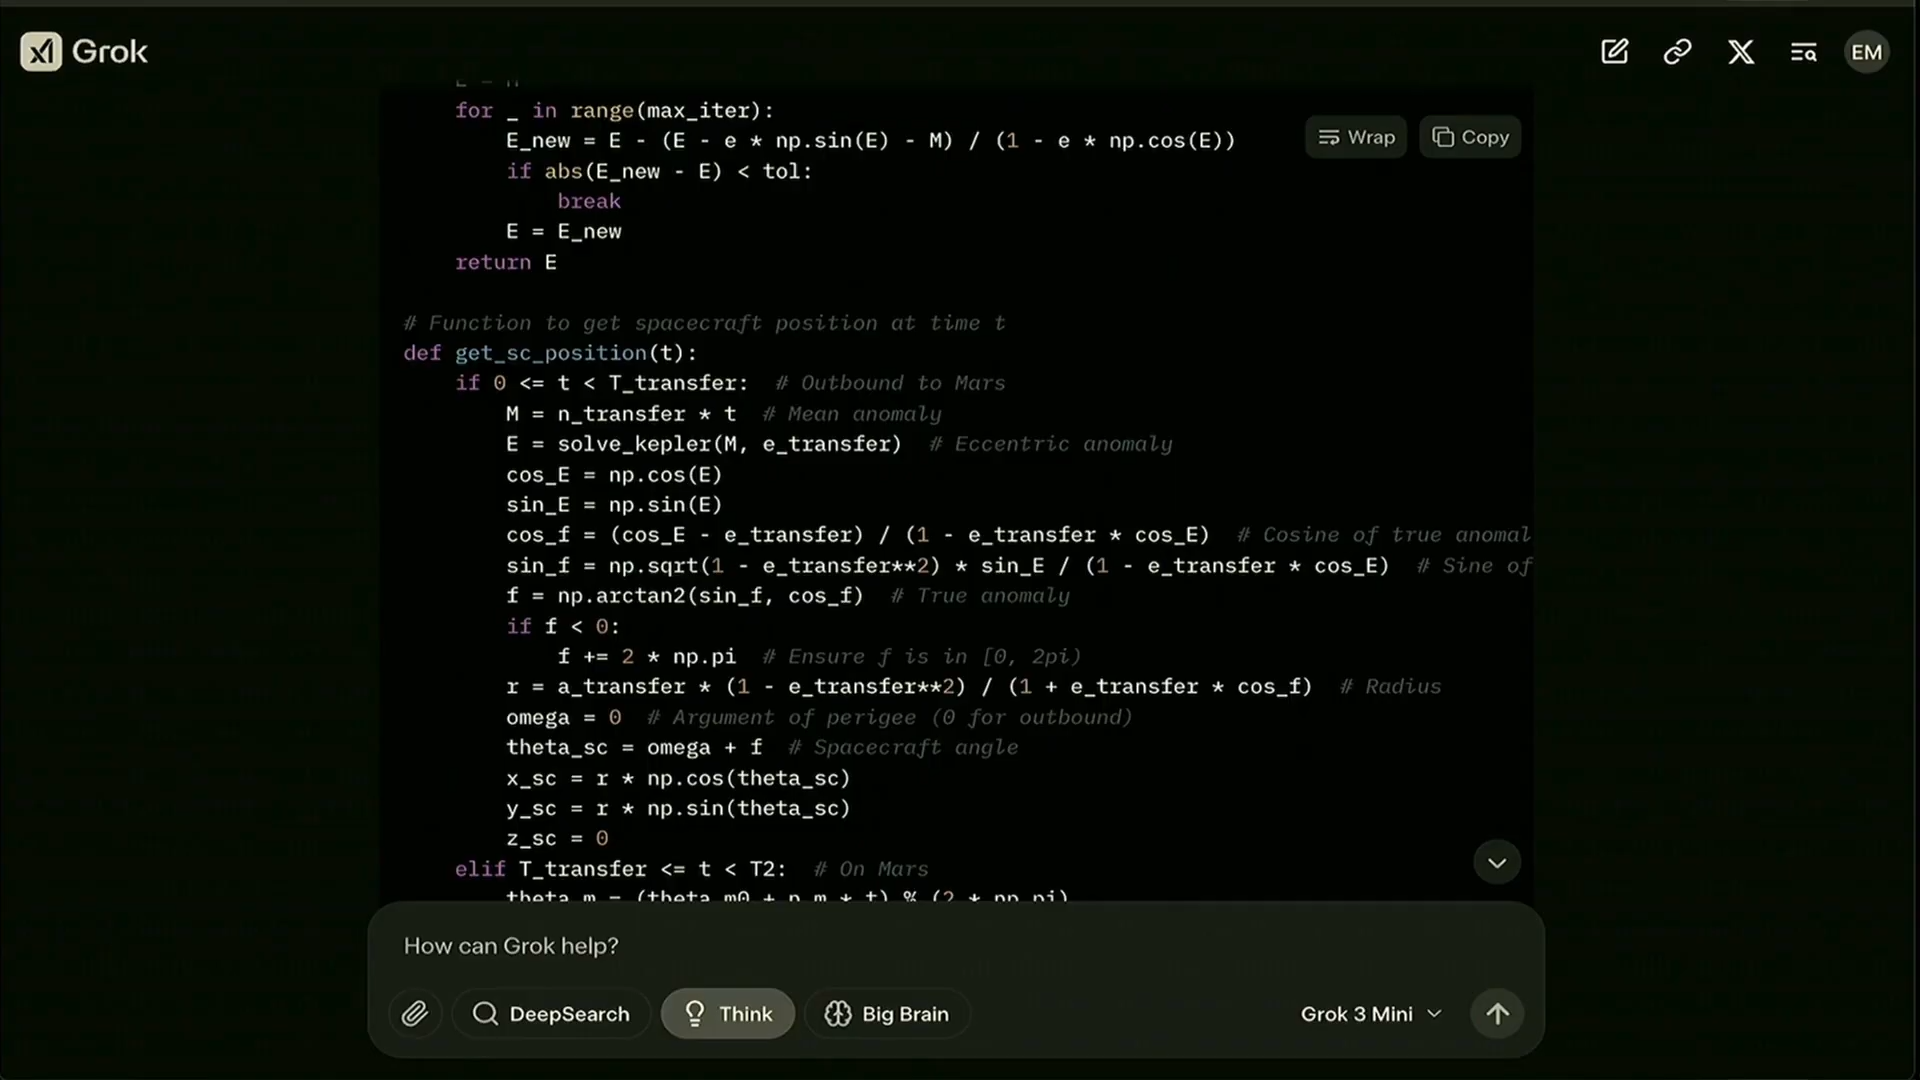 Grok
EM
for _ in range(max_iter):
E_new = E - (E - e * np.sin(E) - M) / (1 - e * np.cos(E))
Wrap
Copy
if abs(E_new - E) < tol:
break
E = E_new
return E
# Function to get spacecraft position at time t
def get_sc_position(t):
if 0 <= t < T_transfer:  # Outbound to Mars
M = n_transfer * t  # Mean anomaly
E = solve_kepler(M, e_transfer)  # Eccentric anomaly
cos_E = np.cos(E)
sin_E = np.sin(E)
cos_f = (cos_E - e_transfer) / (1 - e_transfer * cos_E)  # Cosine of true anomal
sin_f = np.sqrt(1 - e_transfer**2) * sin_E / (1 - e_transfer * cos_E)  # Sine of
f = np.arctan2(sin_f, cos_f)  # True anomaly
if f < 0:
f += 2 * np.pi  # Ensure f is in [0, 2pi)
r = a_transfer * (1 - e_transfer**2) / (1 + e_transfer * cos_f)  # Radius
omega = 0  # Argument of perigee (0 for outbound)
theta_sc = omega + f  # Spacecraft angle
x_sc = r * np.cos(theta_sc)
y_sc = r * np.sin(theta_sc)
z_sc = 0
elif T_transfer <= t < T2:  # On Mars
theta_m = (theta_m0 + n_m * t) % (2 * np.pi)
How can Grok help?
DeepSearch
Think
Big Brain
Grok 3 Mini